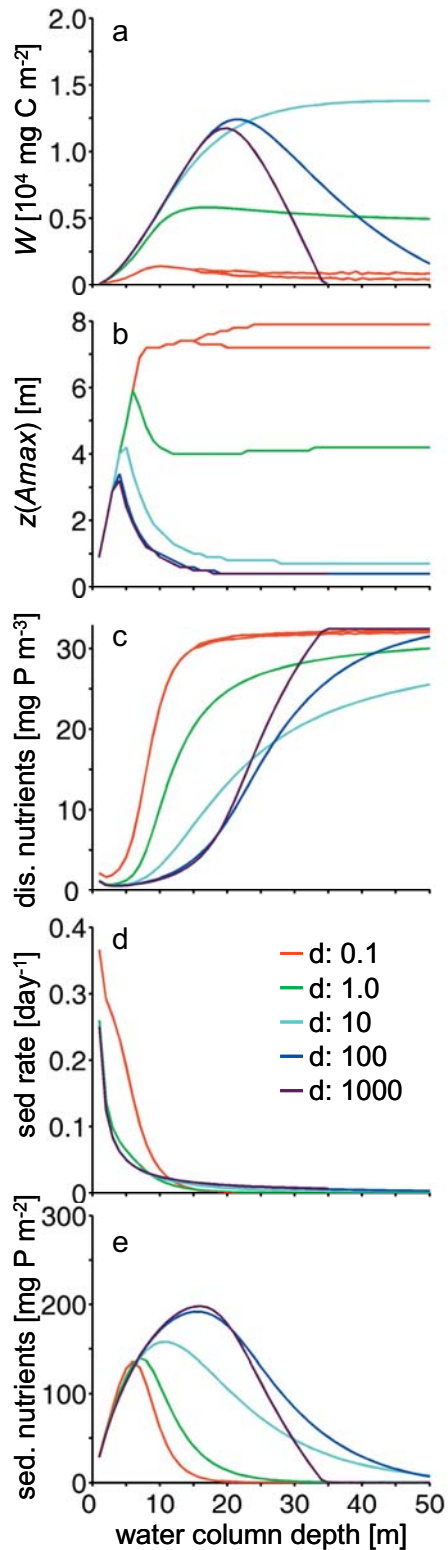 a
W [10⁴ mg C m⁻²]
2.0
1.5
1.0
0.5
0
b
z(Amax) [m]
8
6
4
2
0
c
dis. nutrients [mg P m⁻³]
30
20
10
0
d
sed rate [day⁻¹]
0.4
0.3
0.2
0.1
0
d: 0.1
d: 1.0
d: 10
d: 100
d: 1000
e
sed. nutrients [mg P m⁻²]
300
200
100
0
0 10 20 30 40 50
water column depth [m]